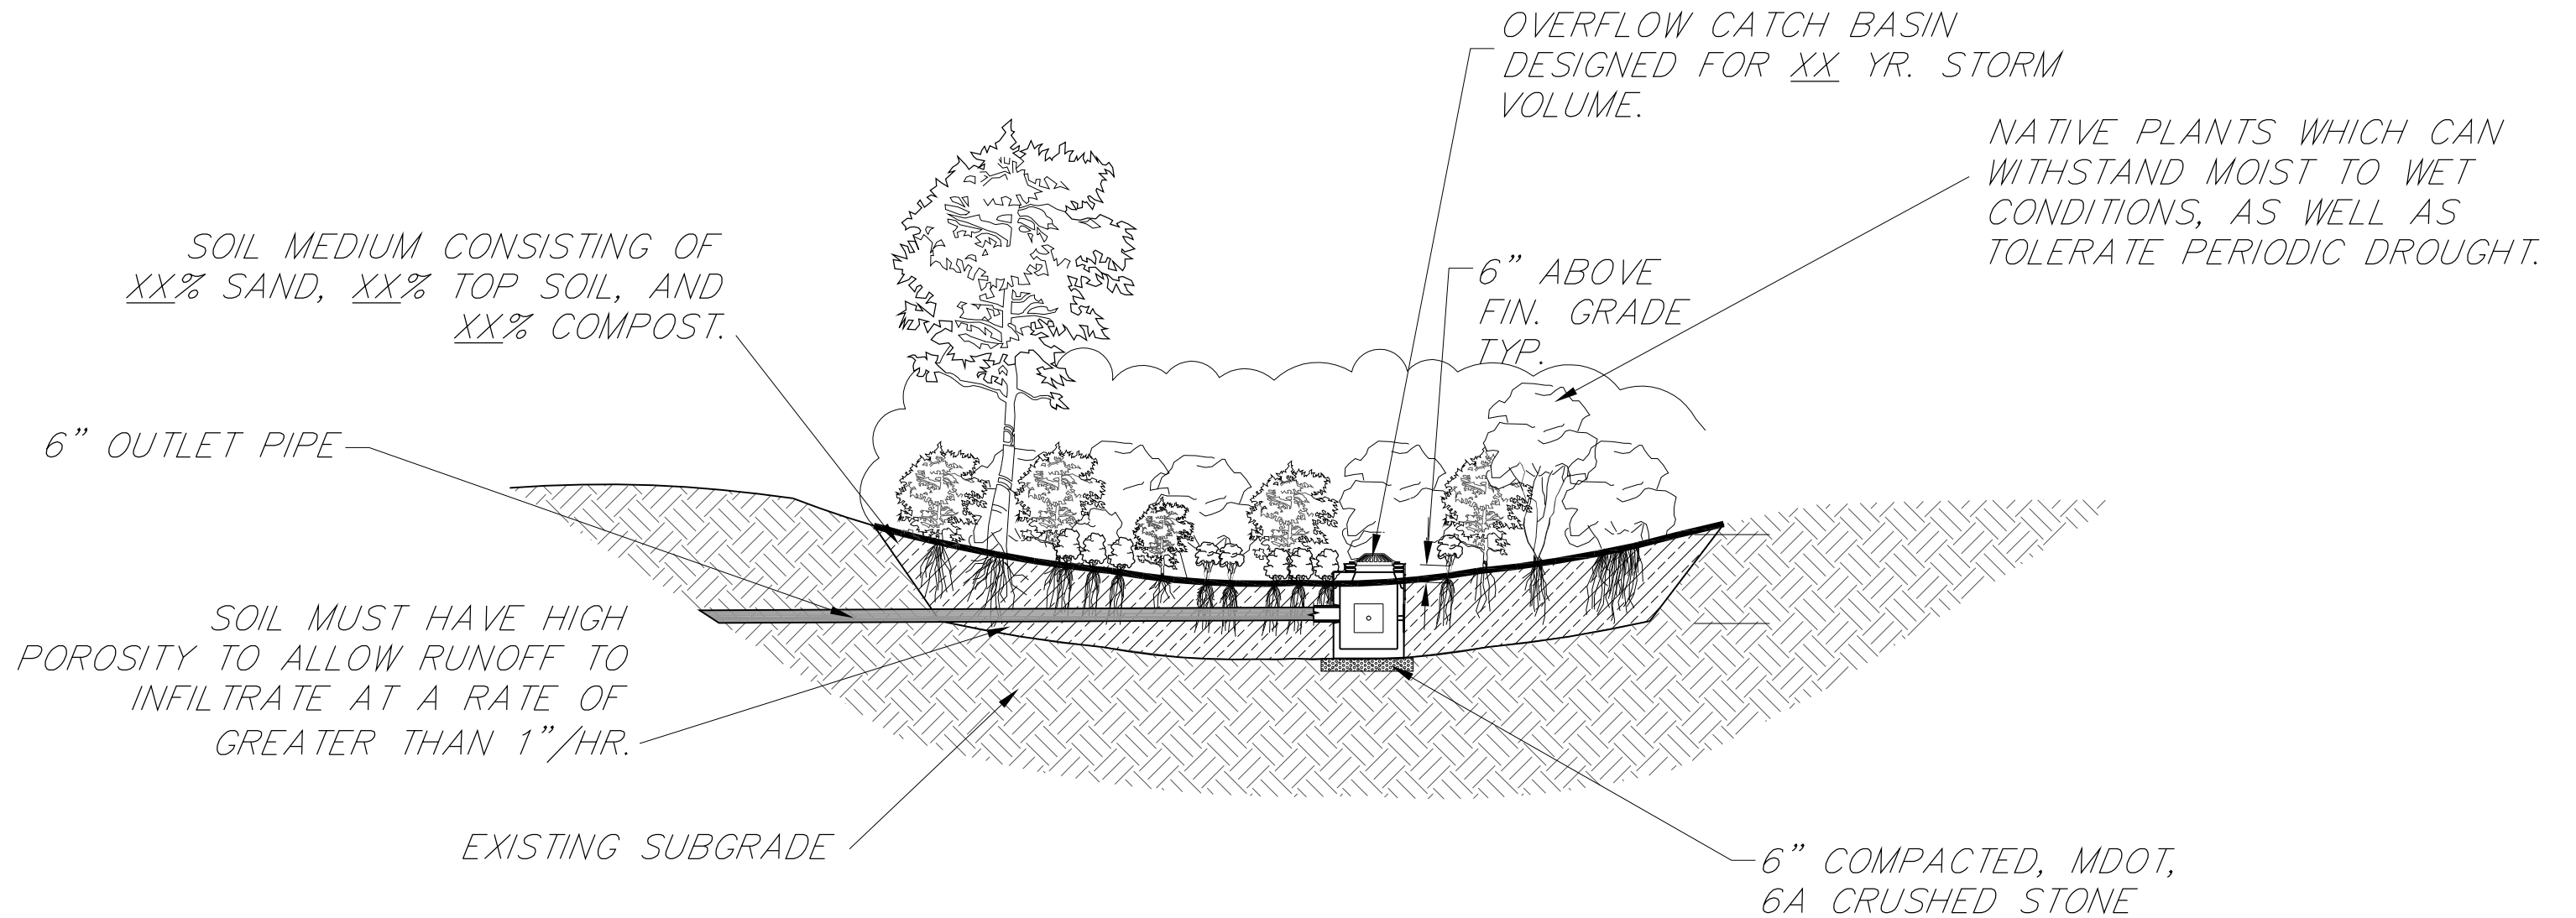 OVERFLOW CATCH BASIN
DESIGNED FOR XX YR. STORM
VOLUME.
NATIVE PLANTS WHICH CAN
WITHSTAND MOIST TO WET
CONDITIONS, AS WELL AS
TOLERATE PERIODIC DROUGHT.
SOIL MEDIUM CONSISTING OF
XX% SAND, XX% TOP SOIL, AND
XX% COMPOST.
6” ABOVE
FIN. GRADE
TYP.
6” OUTLET PIPE
SOIL MUST HAVE HIGH
POROSITY TO ALLOW RUNOFF TO
INFILTRATE AT A RATE OF
GREATER THAN 1”/HR.
EXISTING SUBGRADE
6” COMPACTED, MDOT,
6A CRUSHED STONE